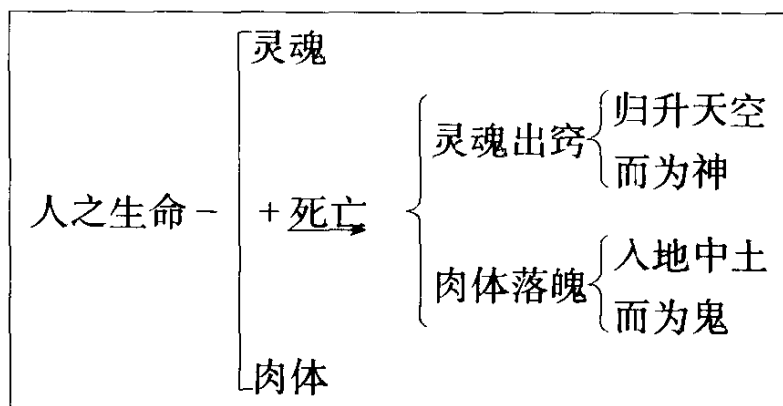 灵魂
归升天空
灵魂出窍
而为神
人之生命－
+死亡
入地中土
肉体落魄
而为鬼
肉体